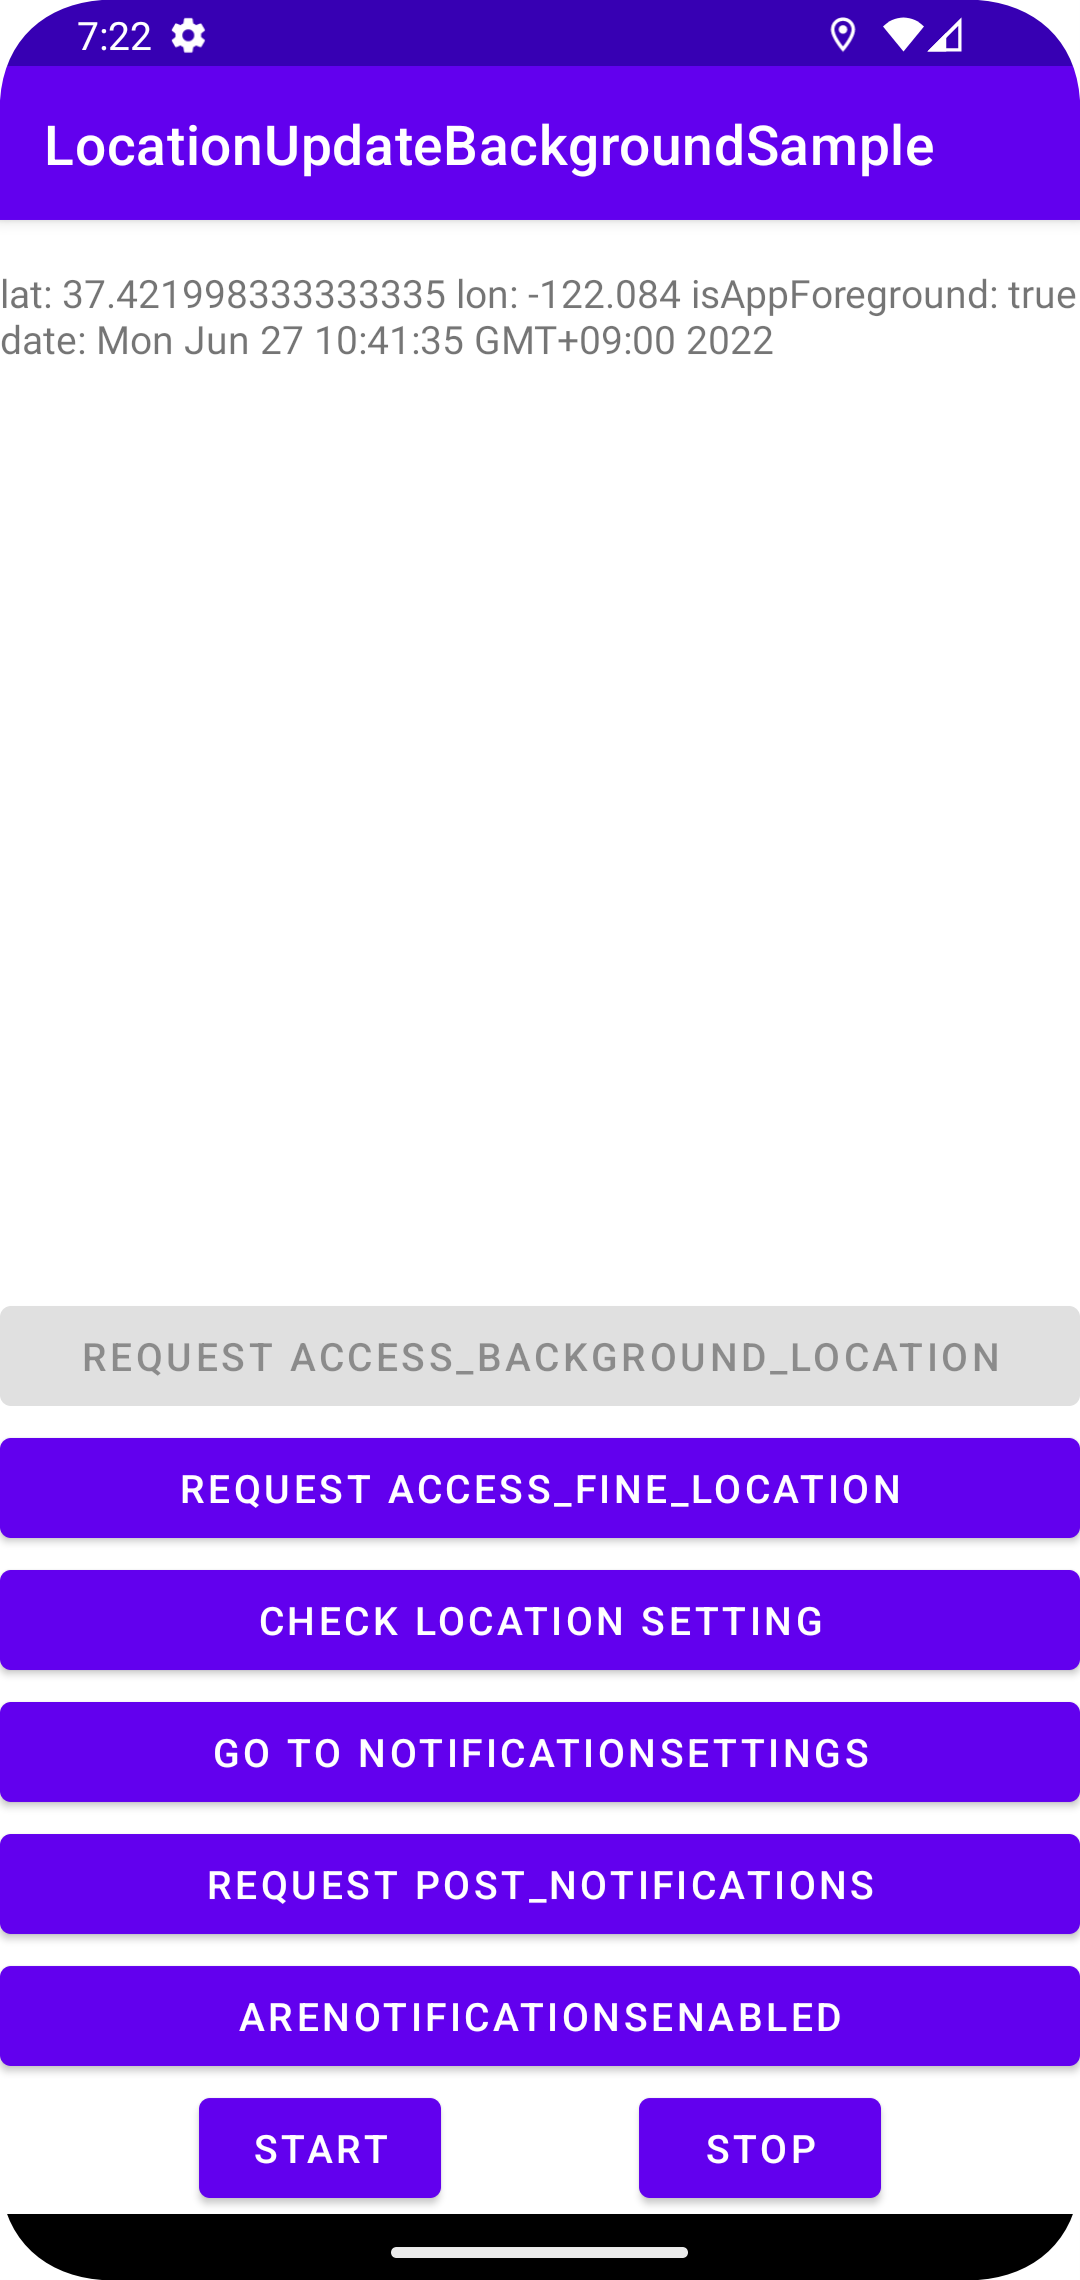 7:22
LocationUpdateBackgroundSample
lat: 37.421998333333335 lon: -122.084 isAppForeground: true
date: Mon Jun 27 10:41:35 GMT+09:00 2022
REQUEST ACCESS_BACKGROUND_LOCATION
REQUEST ACCESS_FINE_LOCATION
CHECK LOCATION SETTING
GO TO NOTIFICATIONSETTINGS
REQUEST POST_NOTIFICATIONS
ARENOTIFICATIONSENABLED
START STOP